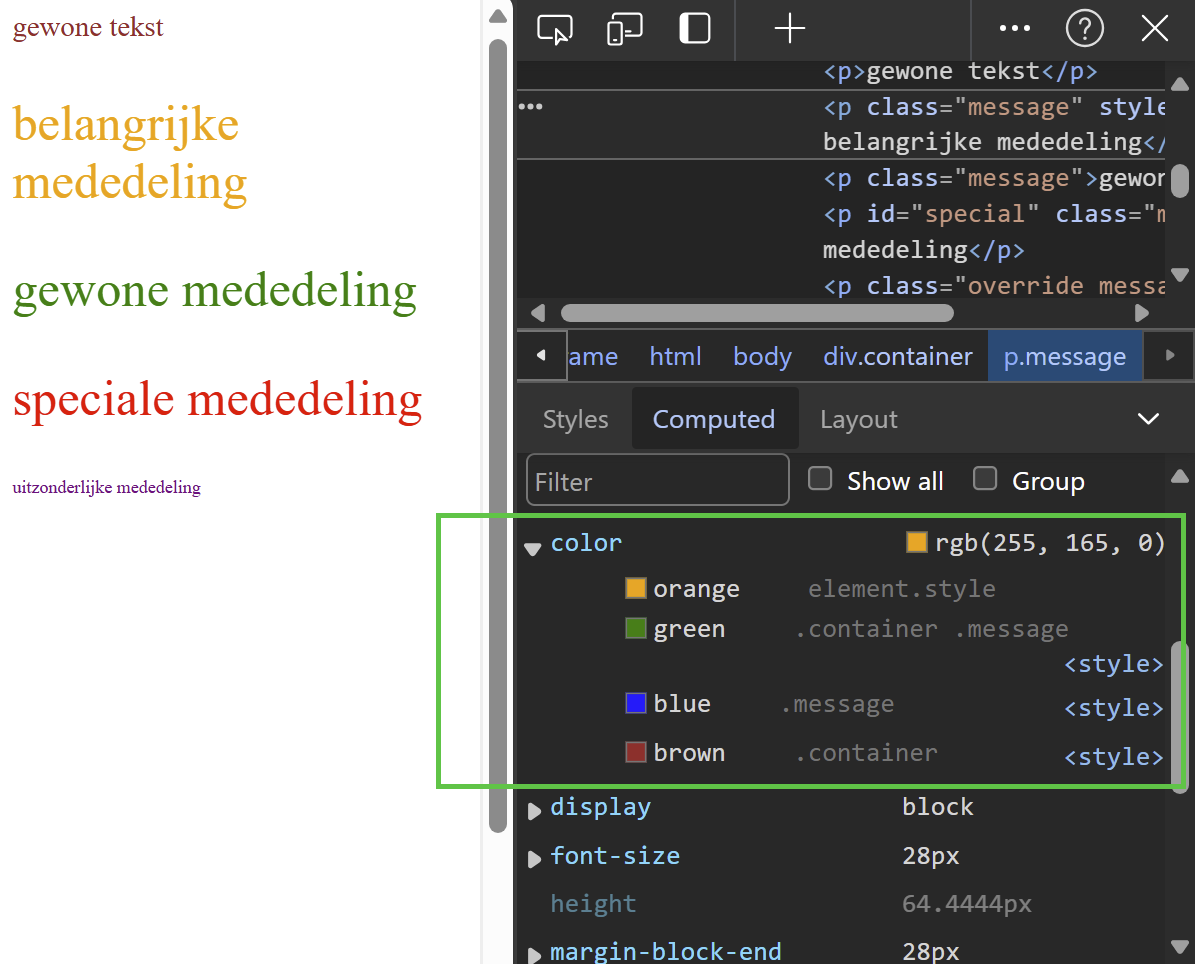 gewone tekst
belangrijke
mededeling
gewone mededeling
speciale mededeling
uitzonderlijke mededeling
<p>gewone tekst</p>
<p class="message" style
belangrijke mededeling</
<p class="message">gewon
<p id="special" class="m
mededeling</p>
<p class="override messa
ame html body div.container p.message
Styles Computed Layout
Filter Show all Group
color rgb(255, 165, 0)
orange element.style
green .container .message
<style>
blue .message <style>
brown .container <style>
display block
font-size 28px
height 64.4444px
margin-block-end 28px